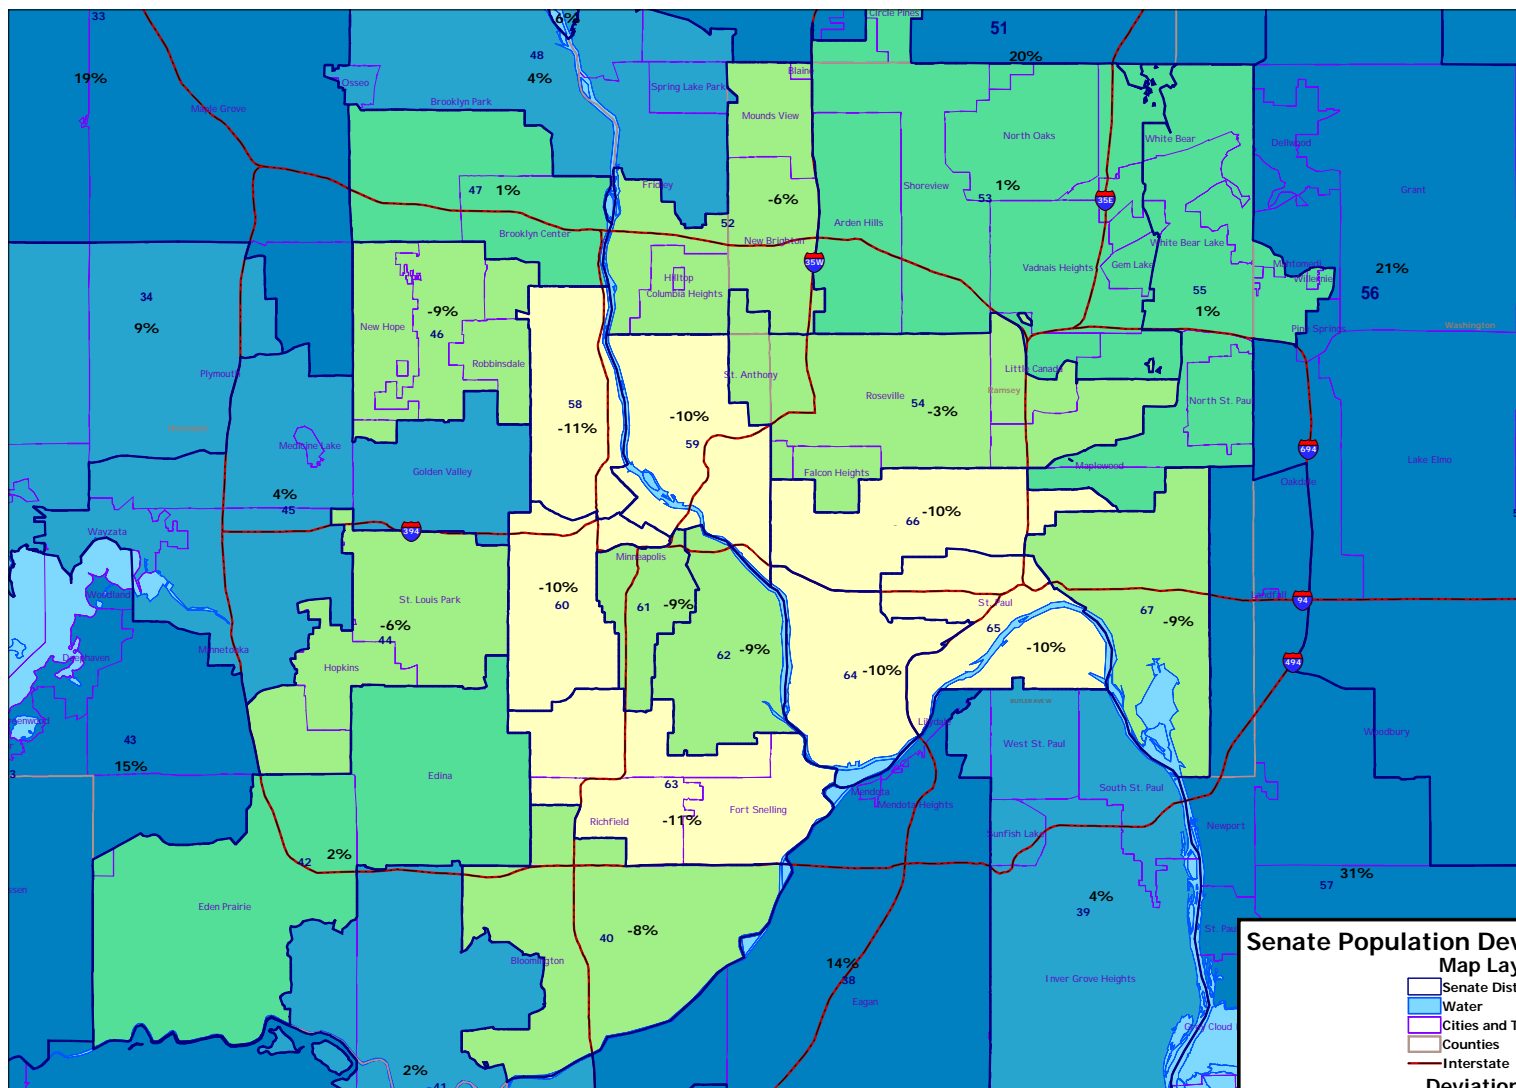 33
6%
Circle Pines
51
48
20%
19%
4%
Blaine
Osseo
Spring Lake Park
Brooklyn Park
Maple Grove
Mounds View
North Oaks
White Bear
Dellwood
47
1%
Fridley
-6%
Shoreview
1%
53
35E
Grant
52
Arden Hills
Brooklyn Center
New Brighton
White Bear Lake
35W
Vadnais Heights
Gem Lake
Mahtomedi
21%
Hilltop
Willernie
34
Columbia Heights
55
56
-9%
1%
9%
New Hope
46
Pine Springs
Washington
Robbinsdale
Plymouth
St. Anthony
Little Canada
Roseville
Ramsey
58
54
-3%
North St. Paul
-10%
-11%
59
Medicine Lake
694
Golden Valley
Falcon Heights
Maplewood
Lake Elmo
Oakdale
4%
45
-10%
66
Wayzata
394
Minneapolis
-10%
Woodland
St. Louis Park
60
61
-9%
St. Paul
Landfall
94
67
-9%
-6%
65
44
Deephaven
Minnetonka
62
-9%
-10%
Hopkins
64
-10%
494
Lilydale
43
West St. Paul
Woodbury
15%
Edina
63
South St. Paul
Mendota
Mendota Heights
Fort Snelling
Richfield
-11%
Sunfish Lake
Newport
42
2%
31%
57
4%
Eden Prairie
39
40
-8%
Bloomington
14%
38
Inver Grove Heights
Eagan
2%
41
Senate Population Dev
Map Lay
Senate Dist
Water
Cities and T
Counties
Interstate
Deviation